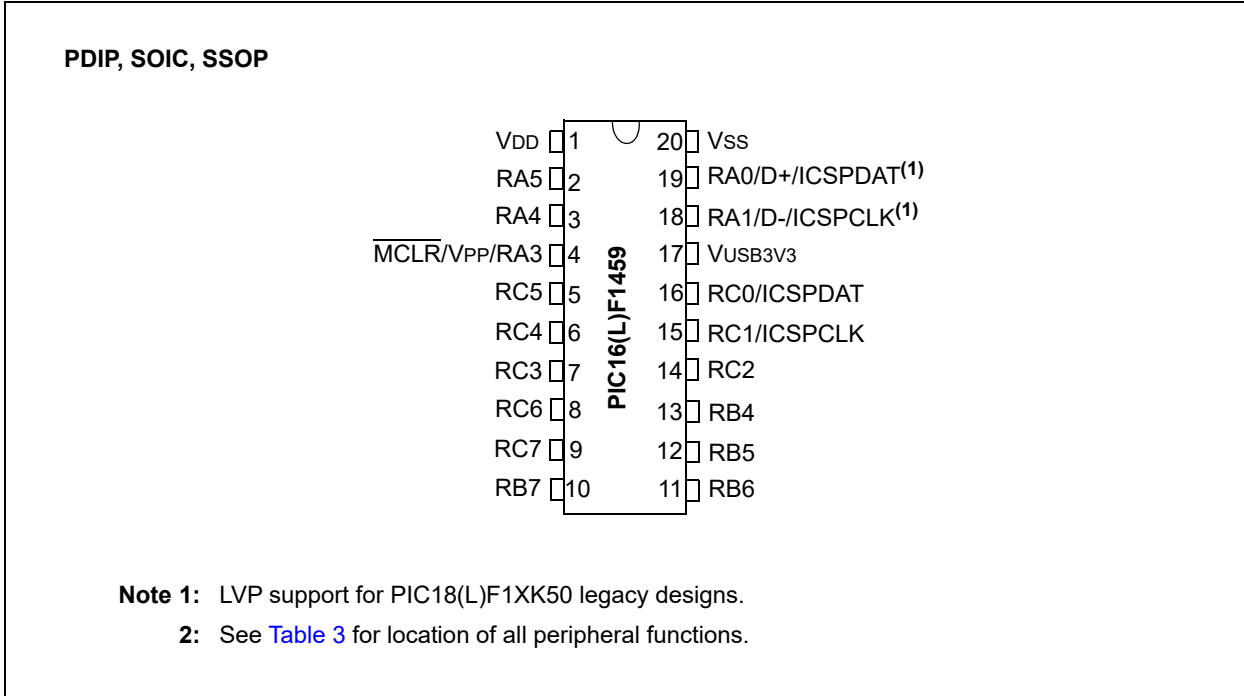 PDIP, SOIC, SSOP
VDD 1 20 VSS
RA5 2 19 RA0/D+/ICSPDAT(1)
RA4 3 18 RA1/D-/ICSPCLK(1)
MCLR/VPP/RA3 4 17 VUSB3V3
RC5 5 16 RC0/ICSPDAT
RC4 6 15 RC1/ICSPCLK
RC3 7 14 RC2
RC6 8 13 RB4
RC7 9 12 RB5
RB7 10 11 RB6
PIC16(L)F1459
Note 1: LVP support for PIC18(L)F1XK50 legacy designs.
2: See Table 3 for location of all peripheral functions.